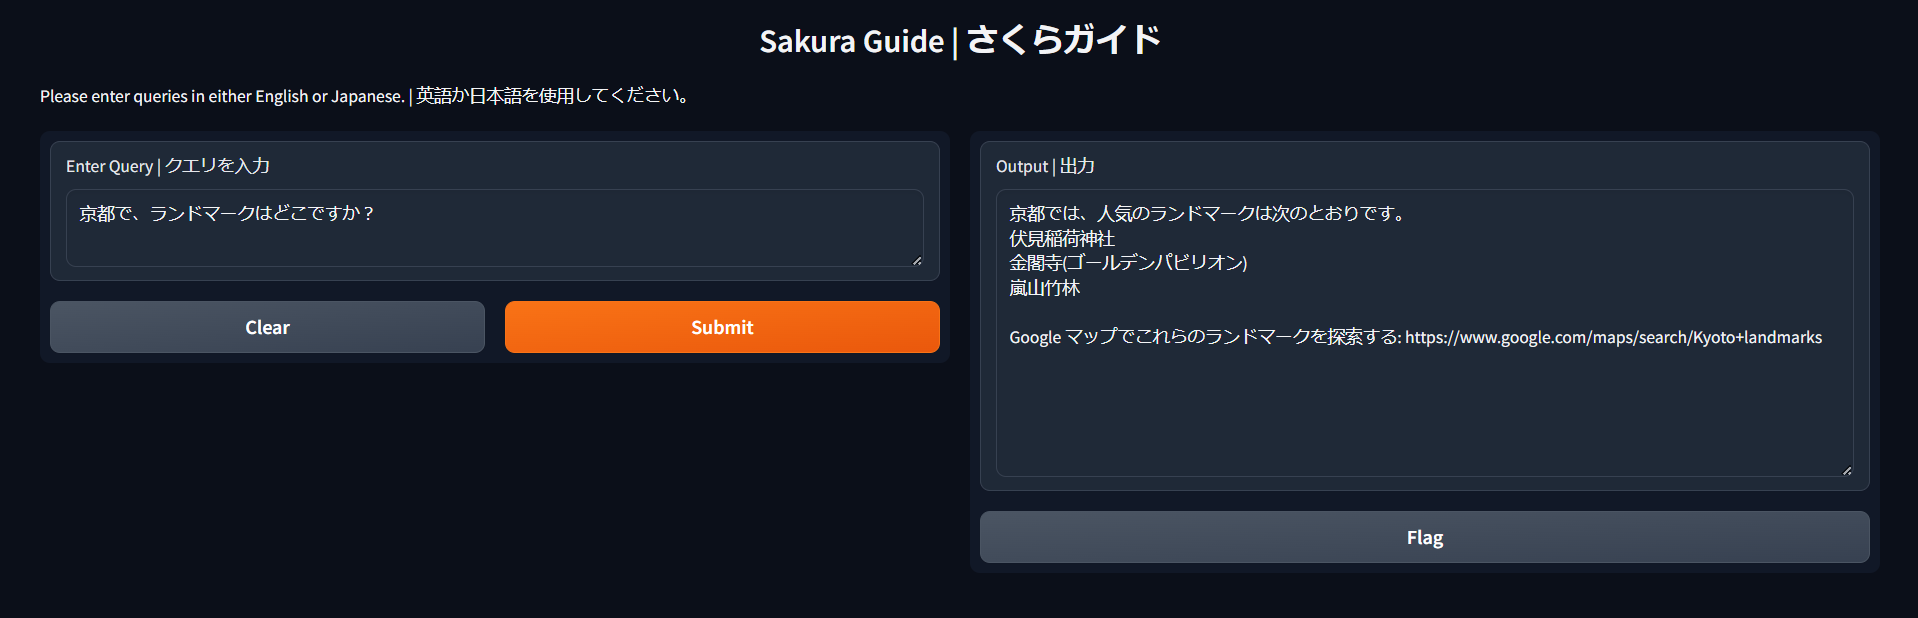 Sakura Guide | さくらガイド
Please enter queries in either English or Japanese. | 英語か日本語を使用してください。
Enter Query | クエリを入力
京都で、ランドマークはどこですか？
Clear
Submit
Output | 出力
京都では、人気のランドマークは次のとおりです。
伏見稲荷神社
金閣寺(ゴールデンパビリオン)
嵐山竹林
Google マップでこれらのランドマークを探索する: https://www.google.com/maps/search/Kyoto+landmarks
Flag